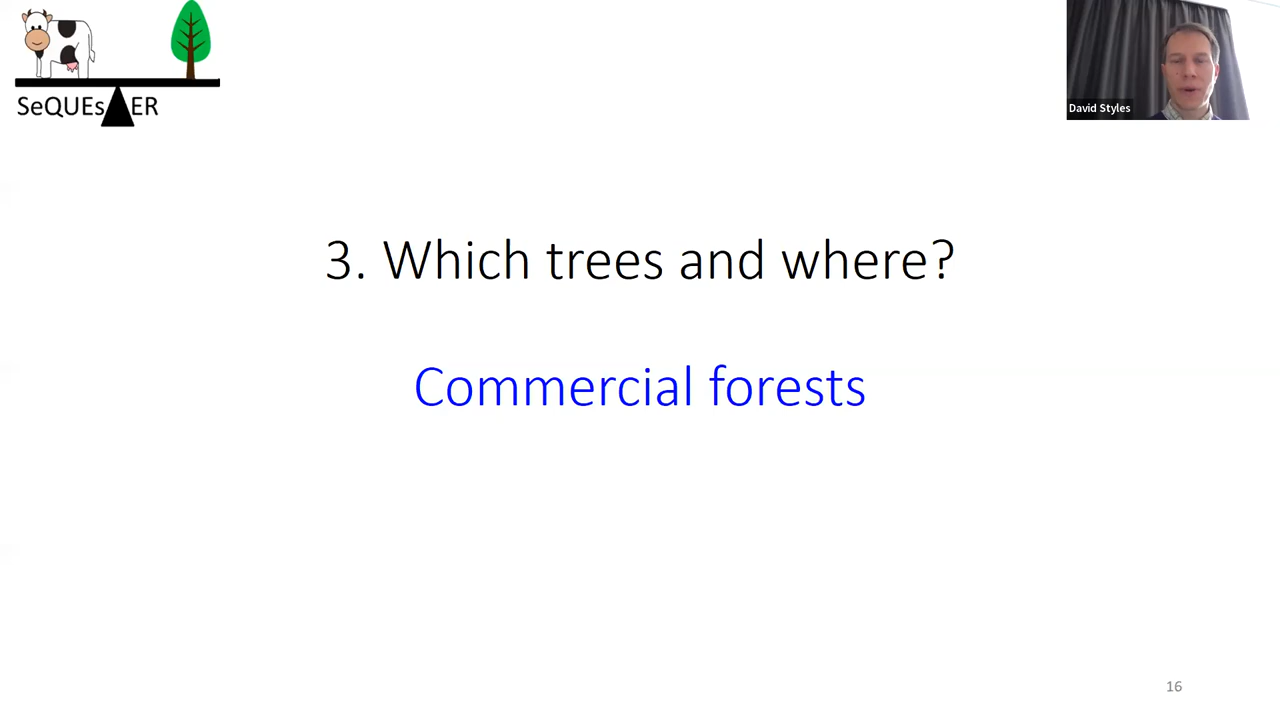 SeQUEsTER
David Styles
3. Which trees and where?
Commercial forests
16